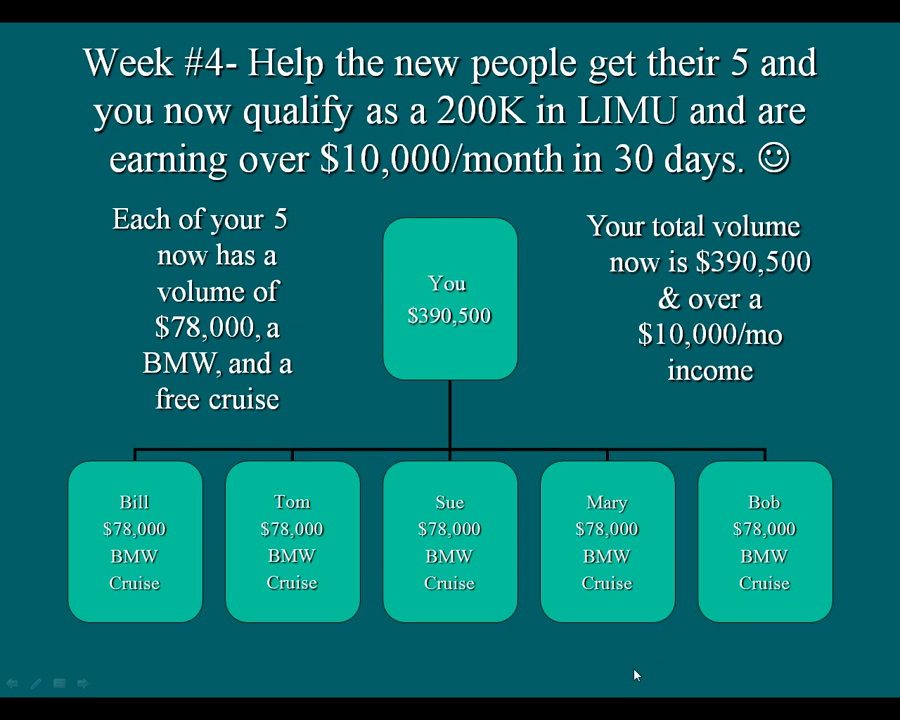 Week #4- Help the new people get their 5 and
you now qualify as a 200K in LIMU and are
earning over $10,000/month in 30 days. ☺
Each of your 5
now has a
volume of
$78,000, a
BMW, and a
free cruise
You
$390,500
Your total volume
now is $390,500
& over a
$10,000/mo
income
Bill
$78,000
BMW
Cruise
Tom
$78,000
BMW
Cruise
Sue
$78,000
BMW
Cruise
Mary
$78,000
BMW
Cruise
Bob
$78,000
BMW
Cruise